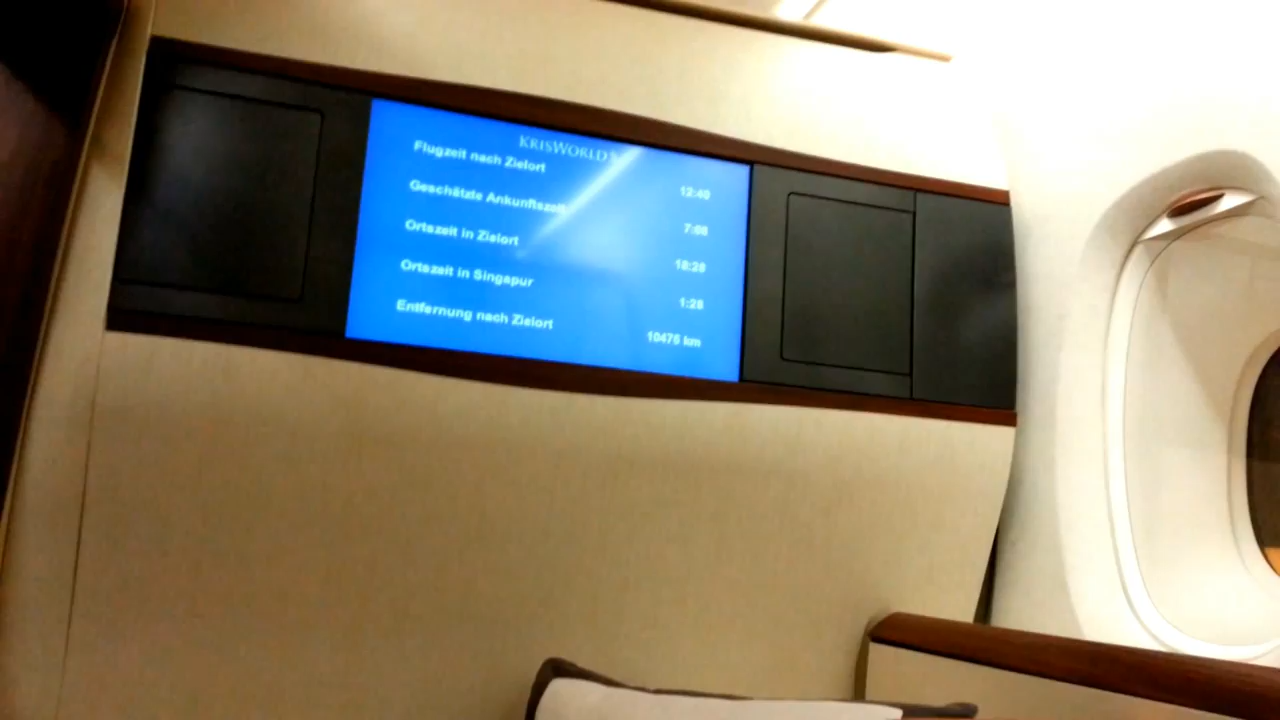 KRISWORLD
Flugzeit nach Zielort 12:40
Geschätzte Ankunftszeit 7:08
Ortszeit in Zielort 18:28
Ortszeit in Singapur 1:28
Entfernung nach Zielort 10475 km